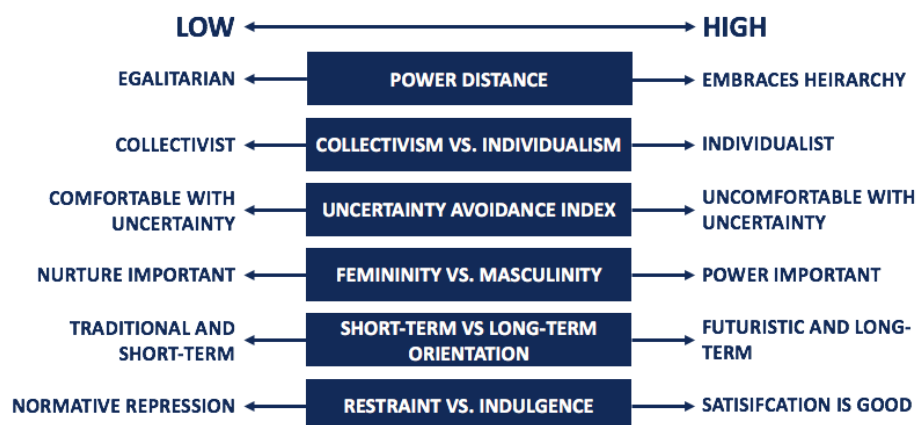 LOW HIGH
EGALITARIAN POWER DISTANCE EMBRACES HEIRARCHY
COLLECTIVIST COLLECTIVISM VS. INDIVIDUALISM INDIVIDUALIST
COMFORTABLE WITH
UNCERTAINTY
UNCERTAINTY AVOIDANCE INDEX
UNCOMFORTABLE WITH
UNCERTAINTY
NURTURE IMPORTANT FEMININITY VS. MASCULINITY POWER IMPORTANT
TRADITIONAL AND
SHORT-TERM
SHORT-TERM VS LONG-TERM
ORIENTATION
FUTURISTIC AND LONG-
TERM
NORMATIVE REPRESSION RESTRAINT VS. INDULGENCE SATISIFCATION IS GOOD